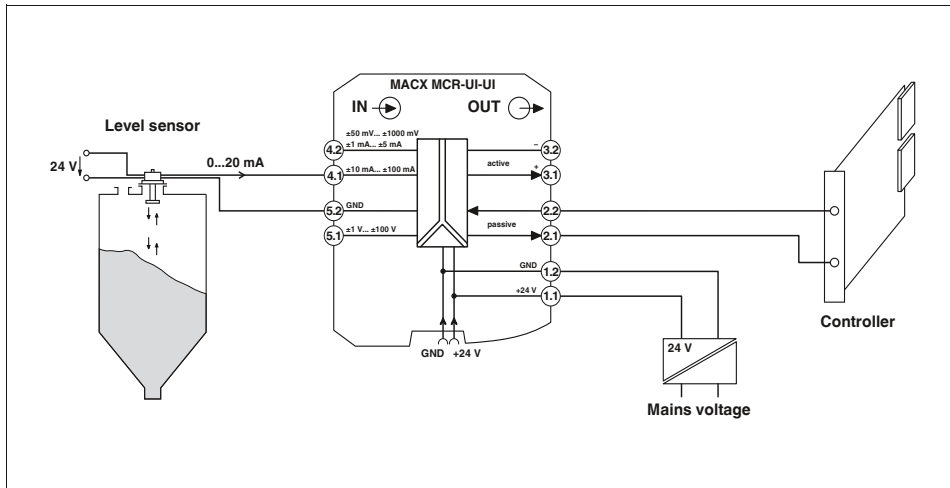 MACX MCR-UI-UI
IN
OUT
Level sensor
24 V
0...20 mA
±50 mV... ±1000 mV
4.2
±1 mA... ±5 mA
–
3.2
4.1
±10 mA... ±100 mA
active
+
3.1
5.2
GND
2.2
5.1
±1 V... ±100 V
passive
2.1
GND
1.2
+24 V
1.1
GND
+24 V
24 V
Mains voltage
Controller